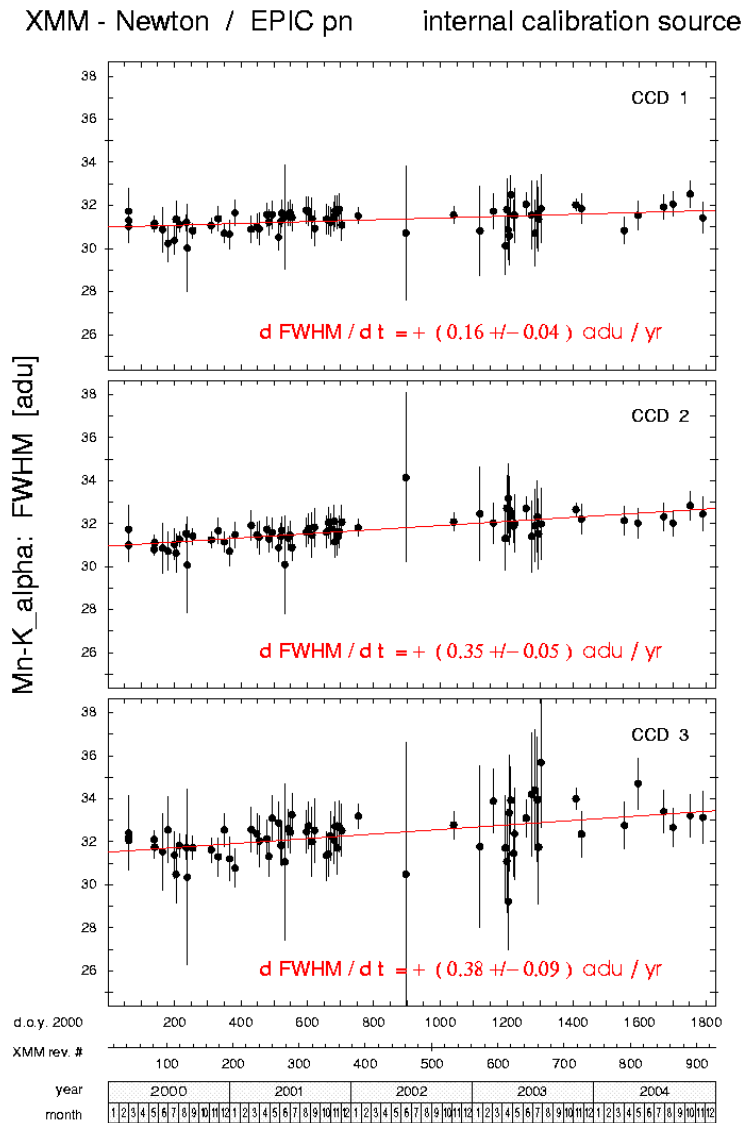 XMM - Newton / EPIC pn internal calibration source
Mn-K_alpha: FWHM [adu]
CCD 1
38
36
34
32
30
28
26
d FWHM / d t = + ( 0.16 +/- 0.04 ) adu / yr
CCD 2
38
36
34
32
30
28
26
d FWHM / d t = + ( 0.35 +/- 0.05 ) adu / yr
CCD 3
38
36
34
32
30
28
26
d FWHM / d t = + ( 0.38 +/- 0.09 ) adu / yr
d.o.y. 2000 200 400 600 800 1000 1200 1400 1600 1800
XMM rev. # 100 200 300 400 500 600 700 800 900
year 2000 2001 2002 2003 2004
month 1 2 3 4 5 6 7 8 9 10 11 12 1 2 3 4 5 6 7 8 9 10 11 12 1 2 3 4 5 6 7 8 9 10 11 12 1 2 3 4 5 6 7 8 9 10 11 12 1 2 3 4 5 6 7 8 9 10 11 12